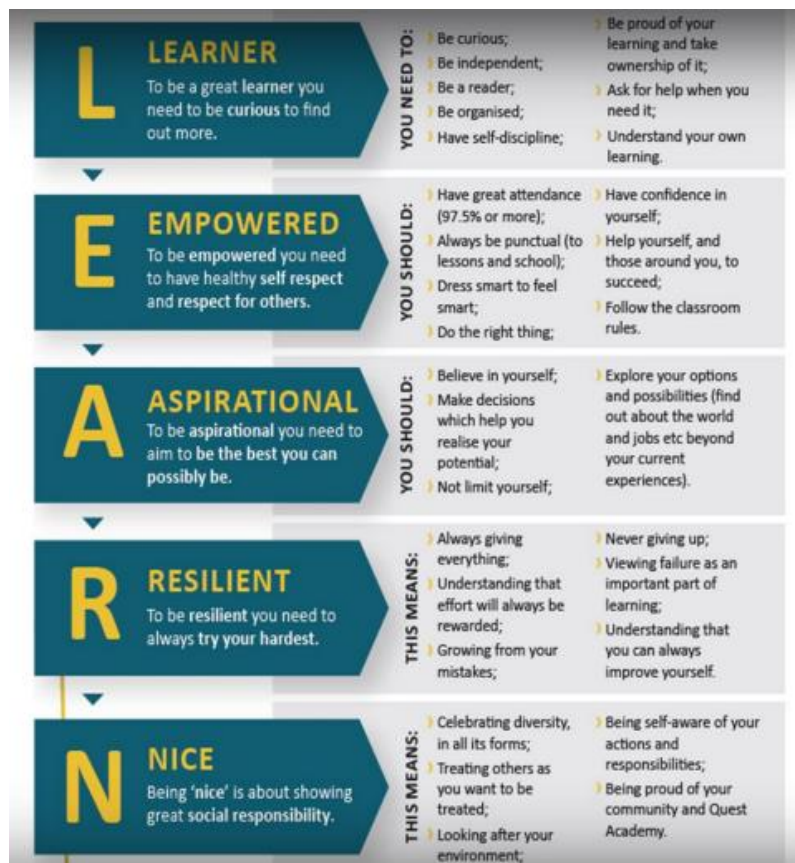 L
LEARNER
To be a great learner you
need to be curious to find
out more.
YOU NEED TO:
Be curious;
Be independent;
Be a reader;
Be organised;
Have self-discipline;
Be proud of your
learning and take
ownership of it;
Ask for help when you
need it;
Understand your own
learning.
E
EMPOWERED
To be empowered you need
to have healthy self respect
and respect for others.
YOU SHOULD:
Have great attendance
(97.5% or more);
Always be punctual (to
lessons and school);
Dress smart to feel
smart;
Do the right thing;
Have confidence in
yourself;
Help yourself, and
those around you, to
succeed;
Follow the classroom
rules.
A
ASPIRATIONAL
To be aspirational you need to
aim to be the best you can
possibly be.
YOU SHOULD:
Believe in yourself;
Make decisions
which help you
realise your
potential;
Not limit yourself;
Explore your options
and possibilities (find
out about the world
and jobs etc beyond
your current
experiences).
R
RESILIENT
To be resilient you need to
always try your hardest.
THIS MEANS:
Always giving
everything;
Understanding that
effort will always be
rewarded;
Growing from your
mistakes;
Never giving up;
Viewing failure as an
important part of
learning;
Understanding that
you can always
improve yourself.
N
NICE
Being ‘nice’ is about showing
great social responsibility.
THIS MEANS:
Celebrating diversity,
in all its forms;
Treating others as
you want to be
treated;
Looking after your
environment;
Being self-aware of your
actions and
responsibilities;
Being proud of your
community and Quest
Academy.